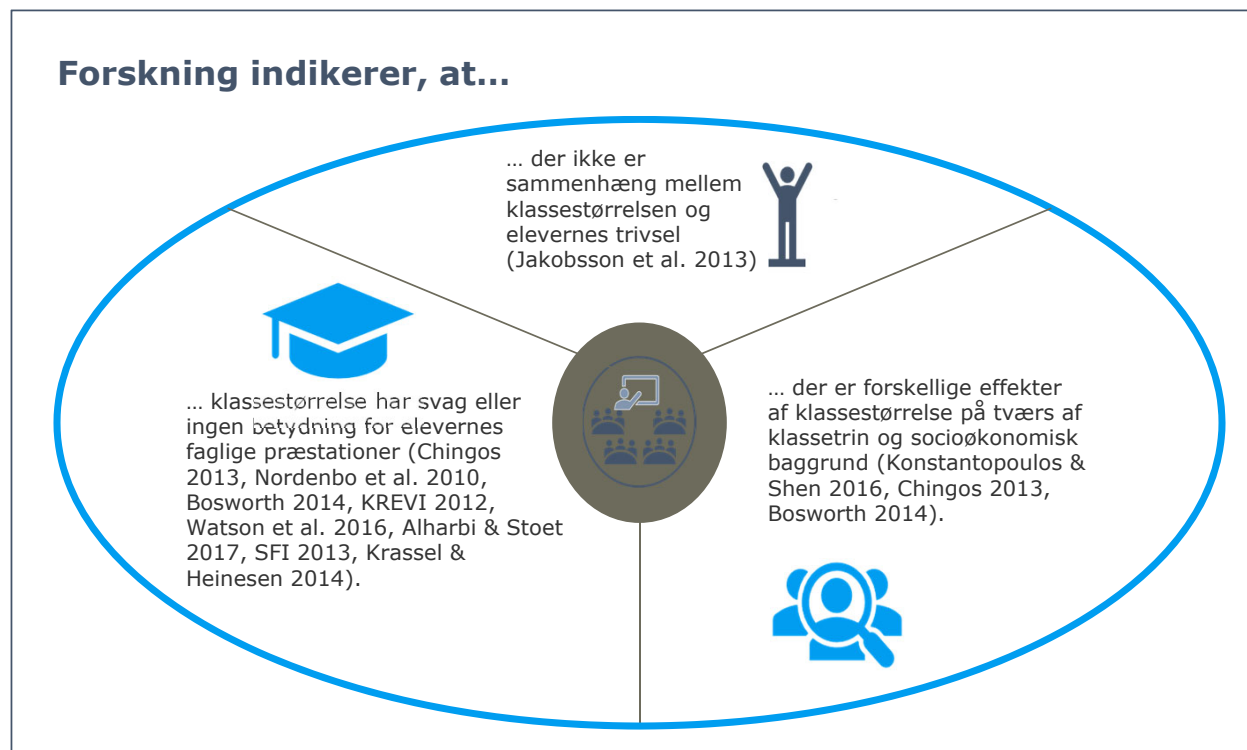 Forskning indikerer, at…
… der ikke er
sammenhæng mellem
klassestørrelsen og
elevernes trivsel
(Jakobsson et al. 2013)
… klassestørrelse har svag eller
ingen betydning for elevernes
faglige præstationer (Chingos
2013, Nordenbo et al. 2010,
Bosworth 2014, KREVI 2012,
Watson et al. 2016, Alharbi & Stoet
2017, SFI 2013, Krassel &
Heinesen 2014).
… der er forskellige effekter
af klassestørrelse på tværs af
klassetrin og socioøkonomisk
baggrund (Konstantopoulos &
Shen 2016, Chingos 2013,
Bosworth 2014).